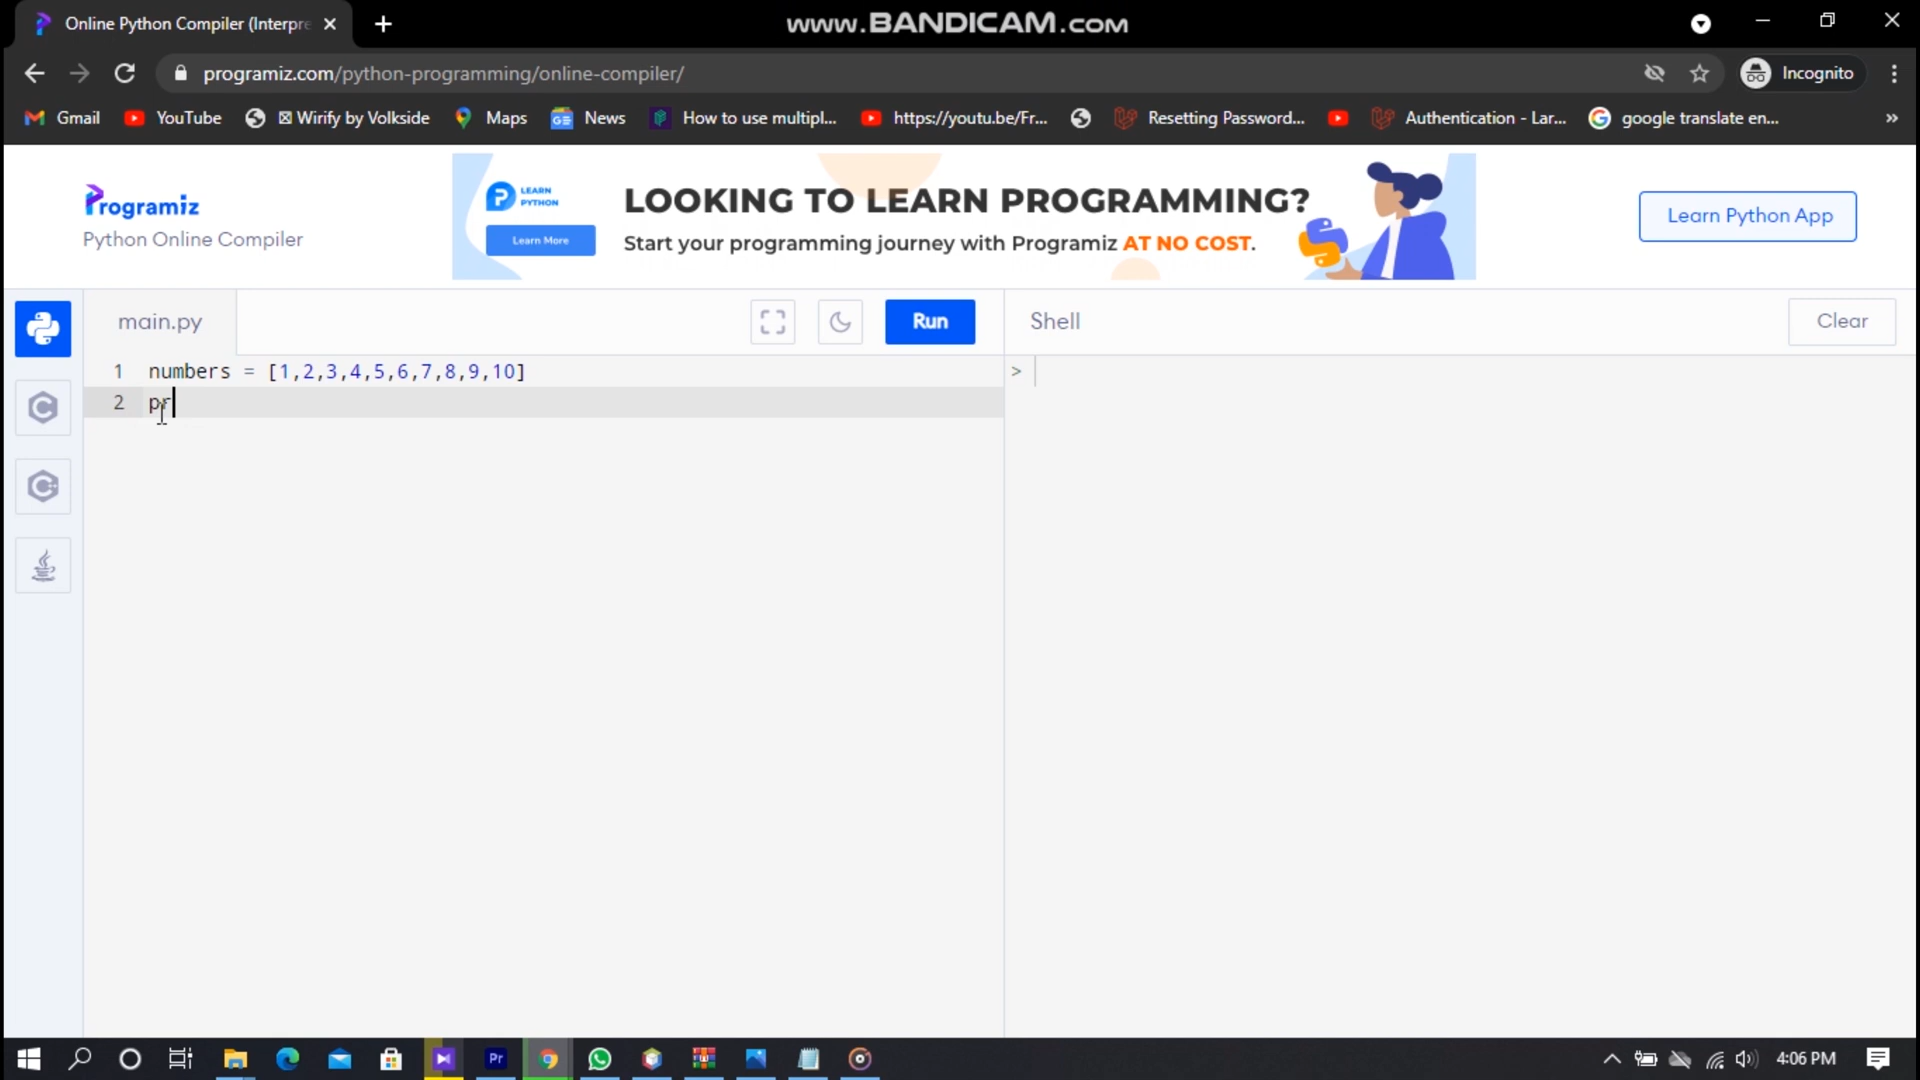 Online Python Compiler (Interpre
www.BANDICAM.com
programiz.com/python-programming/online-compiler/
Incognito
Gmail
YouTube
Wirify by Volkside
Maps
News
How to use multipl...
https://youtu.be/Fr...
Resetting Password...
Authentication - Lar...
google translate en...
»
Programiz
Python Online Compiler
LEARN
PYTHON
Learn More
LOOKING TO LEARN PROGRAMMING?
Start your programming journey with Programiz AT NO COST.
Learn Python App
main.py
Run
Shell
Clear
1 numbers = [1,2,3,4,5,6,7,8,9,10]
2 pr
>
4:06 PM